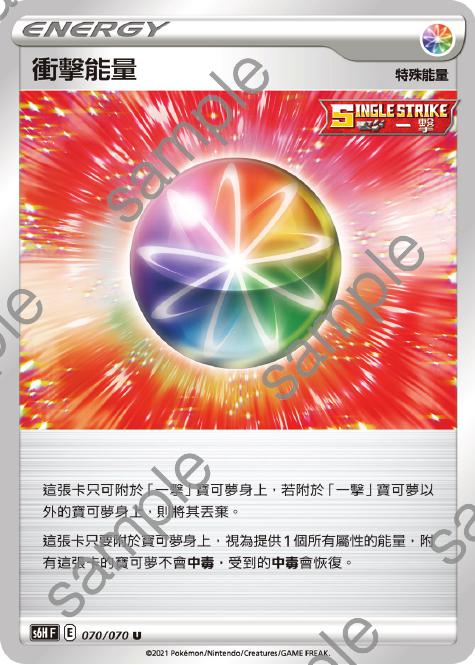 ENERGY
衝擊能量
特殊能量
SINGLE STRIKE
一擊
sample
sample
sample
sample
sample
sample
sample
這張卡只可附於「一擊」寶可夢身上，若附於「一擊」寶可夢以
外的寶可夢身上，則將其丟棄。
這張卡只要附於寶可夢身上，視為提供1個所有屬性的能量，附
有這張卡的寶可夢不會中毒，受到的中毒會恢復。
S6H F E 070/070 U
©2021 Pokémon/Nintendo/Creatures/GAME FREAK.